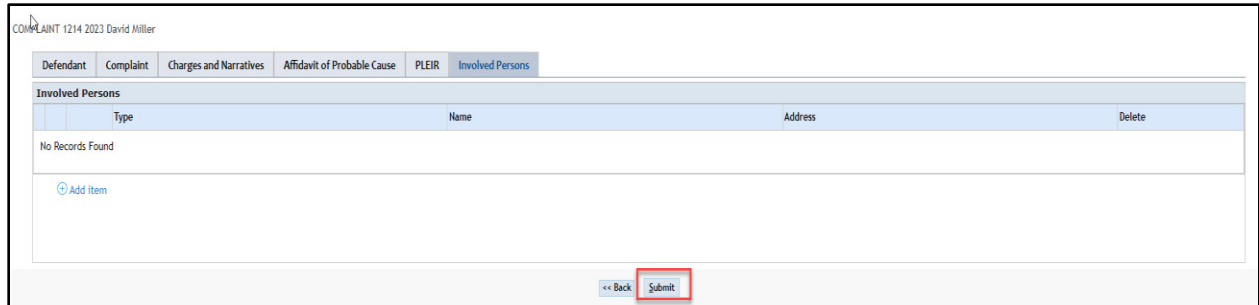 COMPLAINT 1214 2023 David Miller
Defendant Complaint Charges and Narratives Affidavit of Probable Cause PLEIR Involved Persons
Involved Persons
Type Name Address Delete
No Records Found
Add item
<< Back Submit